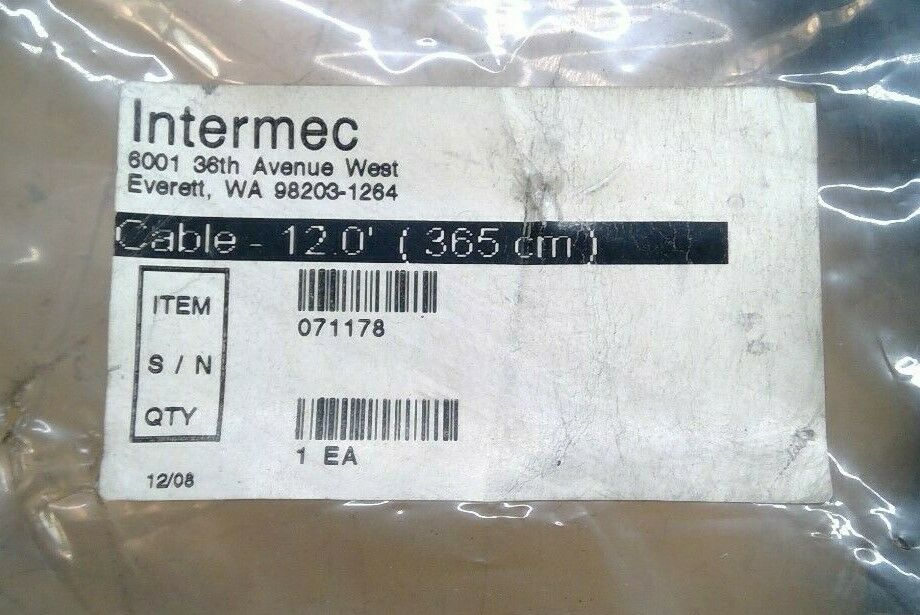 Intermec
6001 36th Avenue West
Everett, WA 98203-1264
Cable - 12.0' ( 365 cm )
ITEM
071178
S / N
QTY
1 EA
12/08